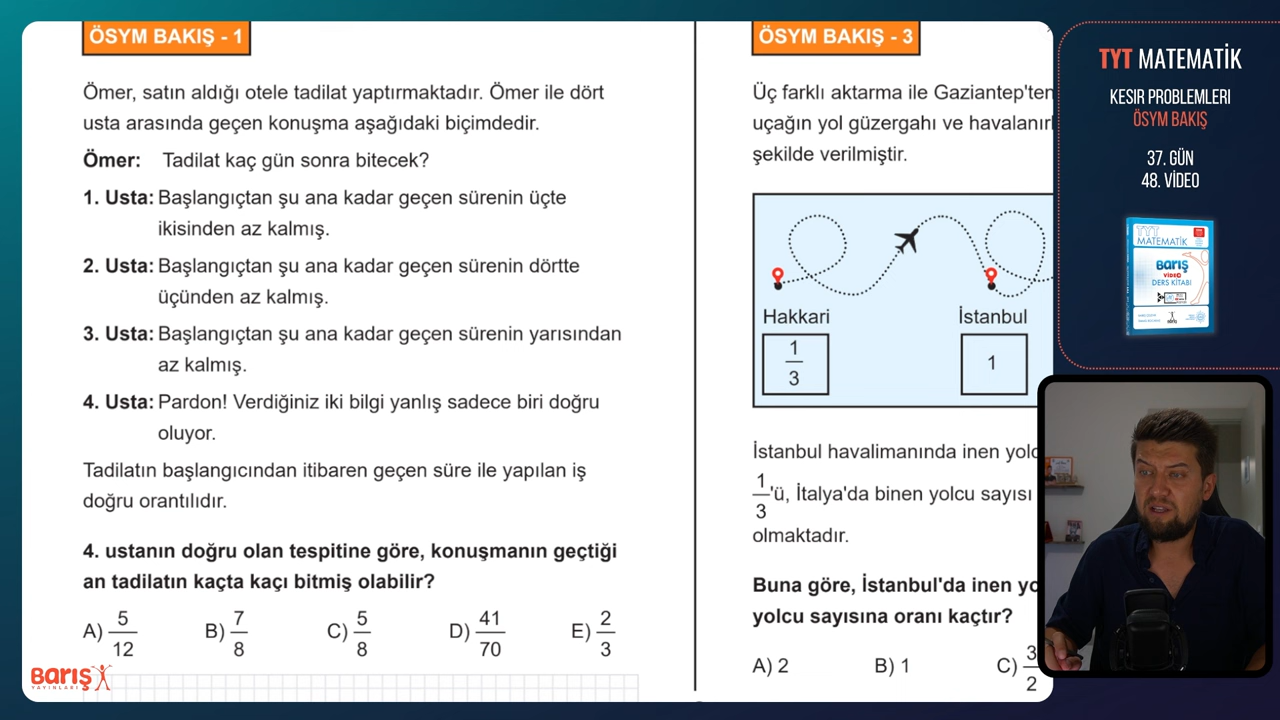 ÖSYM BAKIŞ - 1
Ömer, satın aldığı otele tadilat yaptırmaktadır. Ömer ile dört
usta arasında geçen konuşma aşağıdaki biçimdedir.
Ömer: Tadilat kaç gün sonra bitecek?
1. Usta: Başlangıçtan şu ana kadar geçen sürenin üçte
ikisinden az kalmış.
2. Usta: Başlangıçtan şu ana kadar geçen sürenin dörtte
üçünden az kalmış.
3. Usta: Başlangıçtan şu ana kadar geçen sürenin yarısından
az kalmış.
4. Usta: Pardon! Verdiğiniz iki bilgi yanlış sadece biri doğru
oluyor.
Tadilatın başlangıcından itibaren geçen süre ile yapılan iş
doğru orantılıdır.
4. ustanın doğru olan tespitine göre, konuşmanın geçtiği
an tadilatın kaçta kaçı bitmiş olabilir?
A) 5/12 B) 7/8 C) 5/8 D) 41/70 E) 2/3
BARIŞ
YAYINLARI
ÖSYM BAKIŞ - 3
Üç farklı aktarma ile Gaziantep'ten
uçağın yol güzergahı ve havalanır
şekilde verilmiştir.
Hakkari İstanbul
1/3 1
İstanbul havalimanında inen yolc
1/3'ü, İtalya'da binen yolcu sayısı
olmaktadır.
Buna göre, İstanbul'da inen yo
yolcu sayısına oranı kaçtır?
A) 2 B) 1 C) 3/2
TYT MATEMATİK
KESIR PROBLEMLERI
ÖSYM BAKIŞ
37. GÜN
48. VİDEO
TYT
MATEMATİK
BARIŞ
VİDEO
DERS KİTABI